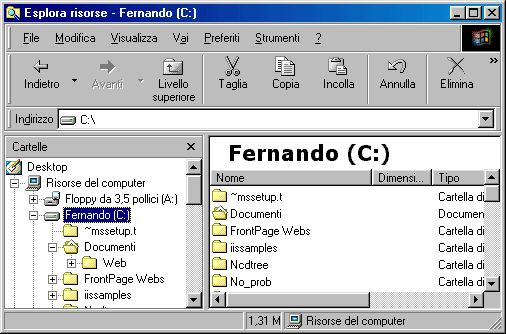 Esplora risorse - Fernando (C:)
File Modifica Visualizza Vai Preferiti Strumenti ?
Indietro Avanti Livello superiore Taglia Copia Incolla Annulla Elimina »
Indirizzo C:\
Cartelle
Desktop
Risorse del computer
Floppy da 3,5 pollici (A:)
Fernando (C:)
~mssetup.t
Documenti
Web
FrontPage Webs
iissamples
Fernando (C:)
Nome Dimensi... Tipo
~mssetup.t Cartella di
Documenti Documen
FrontPage Webs Cartella di
iissamples Cartella di
Ncdtree Cartella di
No_prob Cartella di
1,31 M Risorse del computer